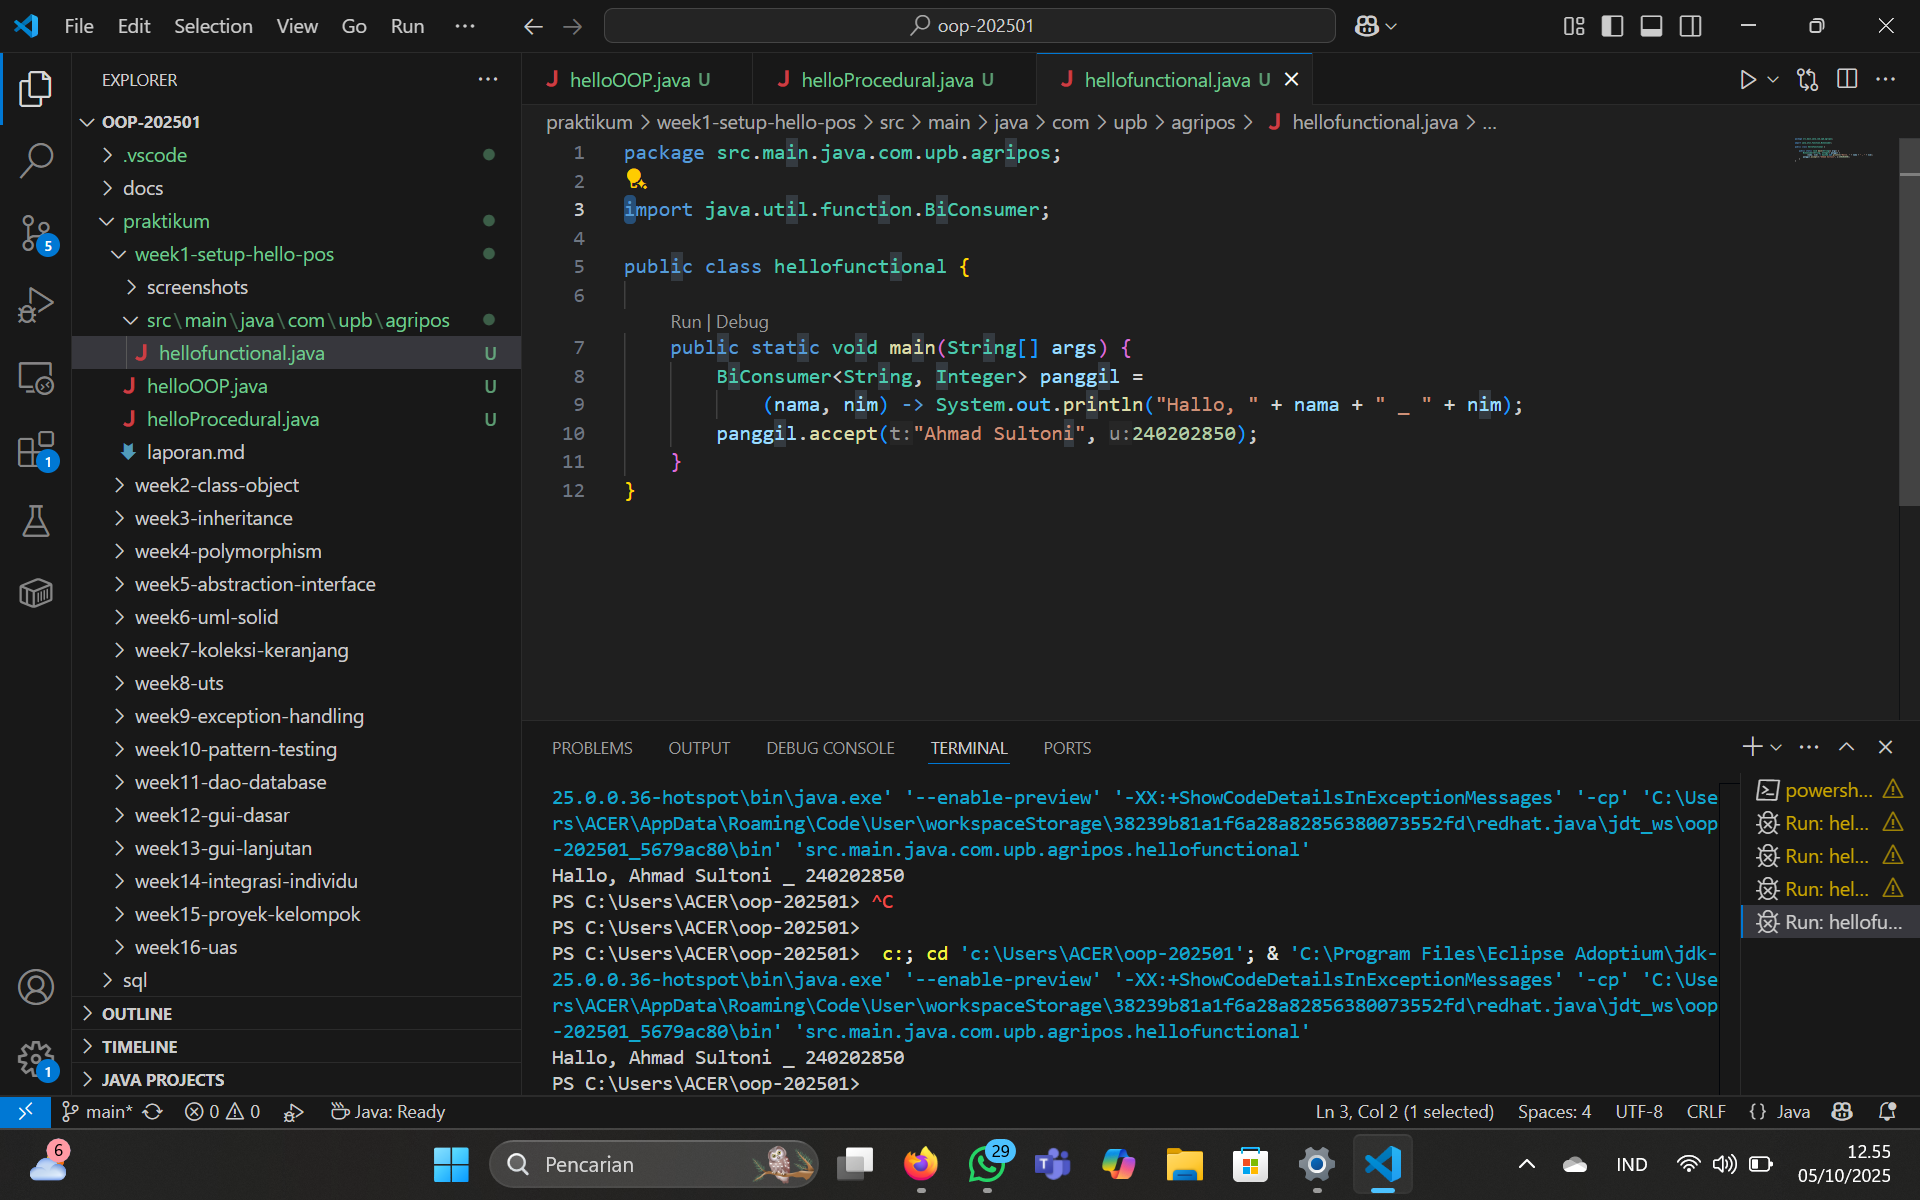 File Edit Selection View Go Run ...
oop-202501
EXPLORER
OOP-202501
.vscode
docs
praktikum
week1-setup-hello-pos
screenshots
src\main\java\com\upb\agripos
hellofunctional.java U
helloOOP.java U
helloProcedural.java U
laporan.md
week2-class-object
week3-inheritance
week4-polymorphism
week5-abstraction-interface
week6-uml-solid
week7-koleksi-keranjang
week8-uts
week9-exception-handling
week10-pattern-testing
week11-dao-database
week12-gui-dasar
week13-gui-lanjutan
week14-integrasi-individu
week15-proyek-kelompok
week16-uas
sql
OUTLINE
TIMELINE
JAVA PROJECTS
5
1
1
helloOOP.java U helloProcedural.java U hellofunctional.java U
praktikum > week1-setup-hello-pos > src > main > java > com > upb > agripos > hellofunctional.java > ...
1 package src.main.java.com.upb.agripos;
2
3 import java.util.function.BiConsumer;
4
5 public class hellofunctional {
6
Run | Debug
7 public static void main(String[] args) {
8 BiConsumer<String, Integer> panggil =
9 (nama, nim) -> System.out.println("Hallo, " + nama + " _ " + nim);
10 panggil.accept(t:"Ahmad Sultoni", u:240202850);
11 }
12 }
PROBLEMS OUTPUT DEBUG CONSOLE TERMINAL PORTS
25.0.0.36-hotspot\bin\java.exe' '--enable-preview' '-XX:+ShowCodeDetailsInExceptionMessages' '-cp' 'C:\Use
rs\ACER\AppData\Roaming\Code\User\workspaceStorage\38239b81a1f6a28a82856380073552fd\redhat.java\jdt_ws\oop
-202501_5679ac80\bin' 'src.main.java.com.upb.agripos.hellofunctional'
Hallo, Ahmad Sultoni _ 240202850
PS C:\Users\ACER\oop-202501> ^C
PS C:\Users\ACER\oop-202501>
PS C:\Users\ACER\oop-202501> c:; cd 'c:\Users\ACER\oop-202501'; & 'C:\Program Files\Eclipse Adoptium\jdk-
25.0.0.36-hotspot\bin\java.exe' '--enable-preview' '-XX:+ShowCodeDetailsInExceptionMessages' '-cp' 'C:\Use
rs\ACER\AppData\Roaming\Code\User\workspaceStorage\38239b81a1f6a28a82856380073552fd\redhat.java\jdt_ws\oop
-202501_5679ac80\bin' 'src.main.java.com.upb.agripos.hellofunctional'
Hallo, Ahmad Sultoni _ 240202850
PS C:\Users\ACER\oop-202501>
powersh...
Run: hel...
Run: hel...
Run: hel...
Run: hellofu...
main* 0 0 Java: Ready
Ln 3, Col 2 (1 selected) Spaces: 4 UTF-8 CRLF {} Java
6
Pencarian
29
IND
12.55
05/10/2025